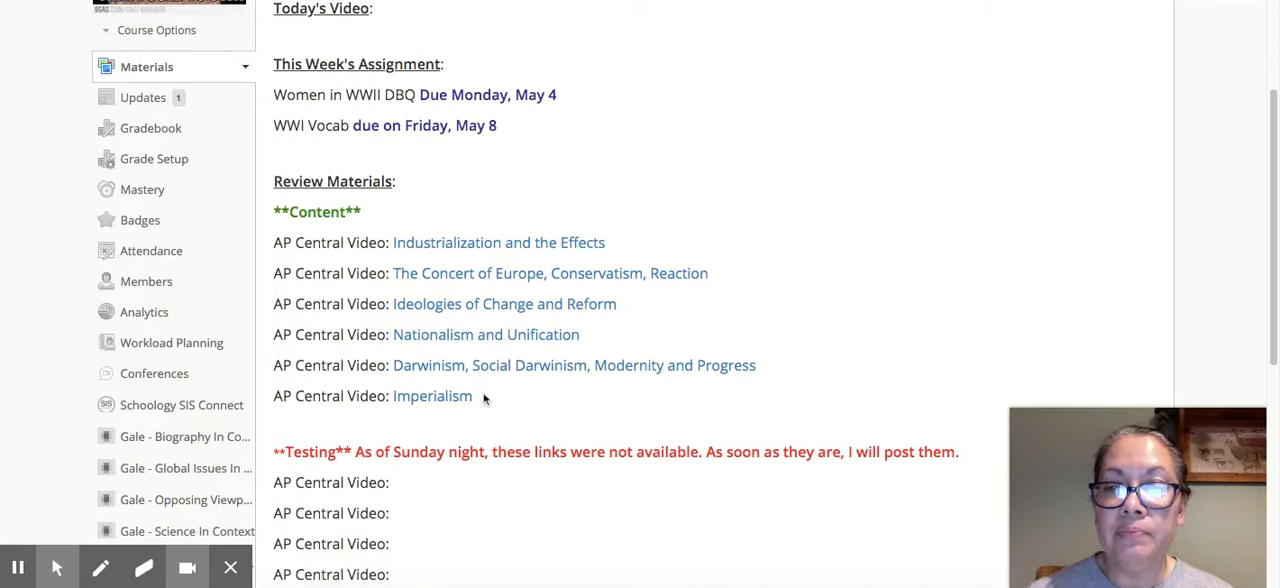 9GAG.COM/GAG/
Course Options
Materials
Updates 1
Gradebook
Grade Setup
Mastery
Badges
Attendance
Members
Analytics
Workload Planning
Conferences
SIS Schoology SIS Connect
Gale - Biography In Co...
Gale - Global Issues In ...
Gale - Opposing Viewp...
Gale - Science In Context
Today's Video:
This Week's Assignment:
Women in WWII DBQ Due Monday, May 4
WWI Vocab due on Friday, May 8
Review Materials:
**Content**
AP Central Video: Industrialization and the Effects
AP Central Video: The Concert of Europe, Conservatism, Reaction
AP Central Video: Ideologies of Change and Reform
AP Central Video: Nationalism and Unification
AP Central Video: Darwinism, Social Darwinism, Modernity and Progress
AP Central Video: Imperialism
**Testing** As of Sunday night, these links were not available. As soon as they are, I will post them.
AP Central Video:
AP Central Video:
AP Central Video:
AP Central Video: